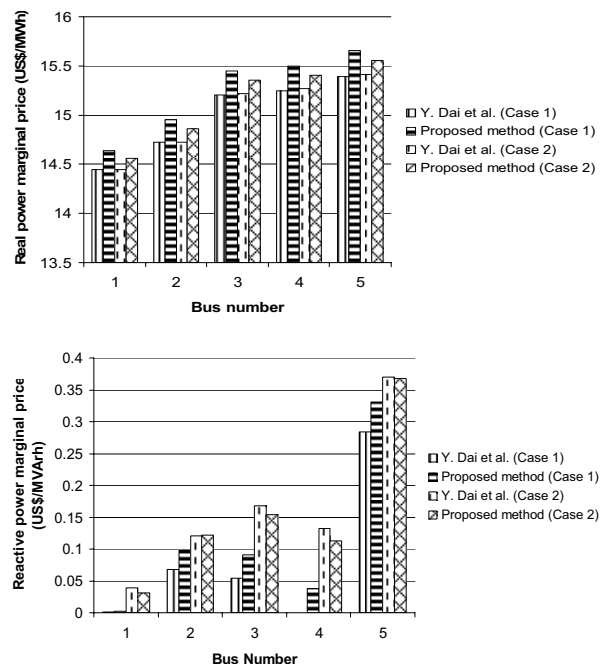 Real power marginal price (US$/MWh)
16
15.5
15
14.5
14
13.5
1 2 3 4 5
Bus number
Y. Dai et al. (Case 1)
Proposed method (Case 1)
Y. Dai et al. (Case 2)
Proposed method (Case 2)
Reactive power marginal price
(US$/MVArh)
0.4
0.35
0.3
0.25
0.2
0.15
0.1
0.05
0
1 2 3 4 5
Bus Number
Y. Dai et al. (Case 1)
Proposed method (Case 1)
Y. Dai et al. (Case 2)
Proposed method (Case 2)